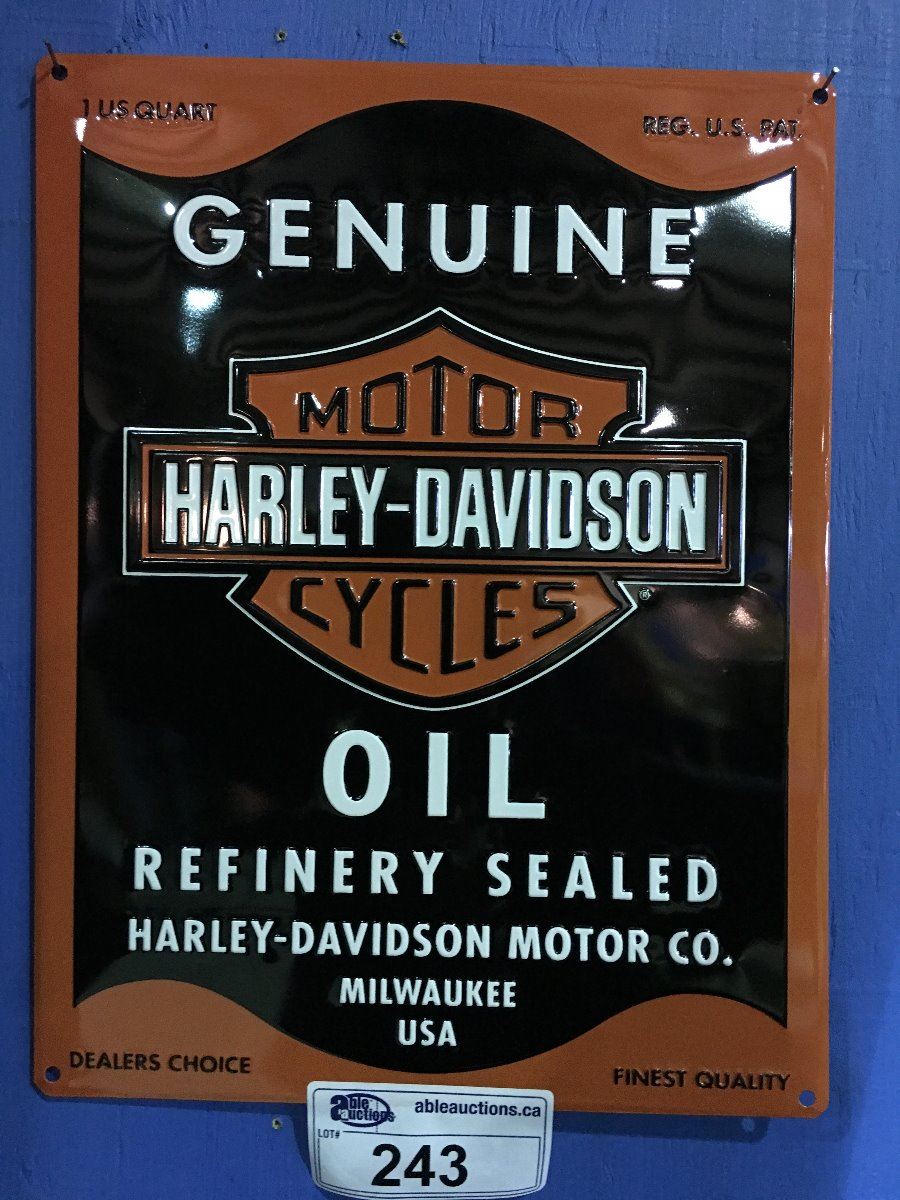 1 US QUART
REG. U.S. PAT.
GENUINE
MOTOR
HARLEY-DAVIDSON
CYCLES
®
OIL
REFINERY SEALED
HARLEY-DAVIDSON MOTOR CO.
MILWAUKEE
USA
DEALERS CHOICE
FINEST QUALITY
able auctions
ableauctions.ca
LOT#
243